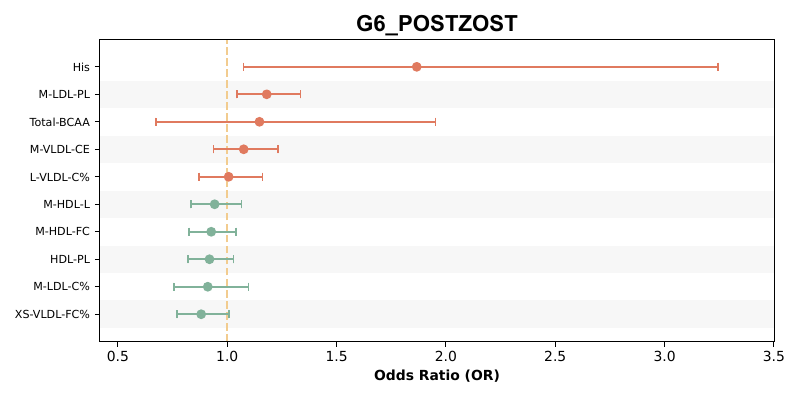 G6_POSTZOST
His
M-LDL-PL
Total-BCAA
M-VLDL-CE
L-VLDL-C%
M-HDL-L
M-HDL-FC
HDL-PL
M-LDL-C%
XS-VLDL-FC%
0.5 1.0 1.5 2.0 2.5 3.0 3.5
Odds Ratio (OR)